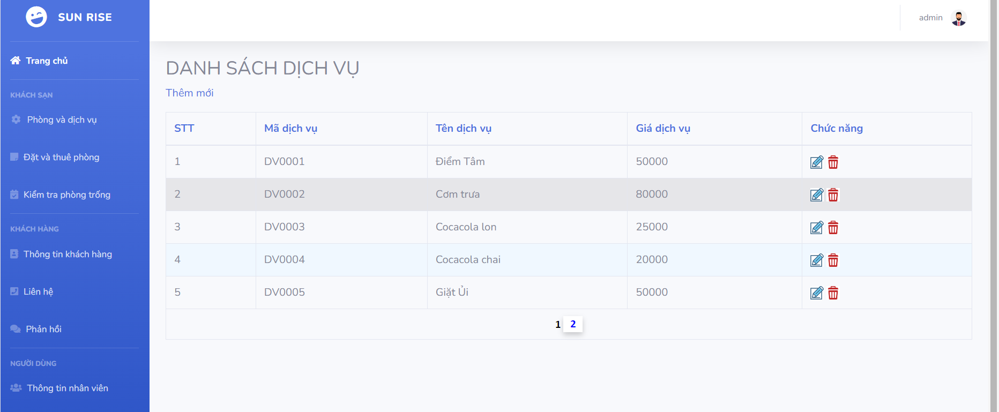 SUN RISE
admin
Trang chủ
KHÁCH SẠN
Phòng và dịch vụ
Đặt và thuê phòng
Kiểm tra phòng trống
KHÁCH HÀNG
Thông tin khách hàng
Liên hệ
Phản hồi
NGƯỜI DÙNG
Thông tin nhân viên
DANH SÁCH DỊCH VỤ
Thêm mới
STT Mã dịch vụ Tên dịch vụ Giá dịch vụ Chức năng
1 DV0001 Điểm Tâm 50000
2 DV0002 Cơm trưa 80000
3 DV0003 Cocacola lon 25000
4 DV0004 Cocacola chai 20000
5 DV0005 Giặt Ủi 50000
1 2